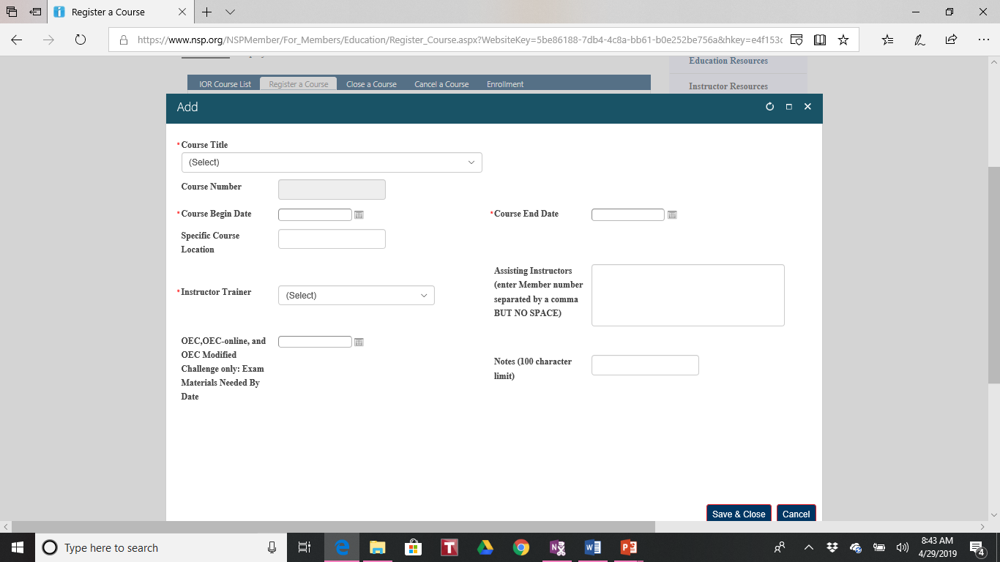 Register a Course
https://www.nsp.org/NSPMember/For_Members/Education/Register_Course.aspx?WebsiteKey=5be86188-7db4-4c8a-bb61-b0e252be756a&hkey=e4f153c
Education Resources
IOR Course List Register a Course Close a Course Cancel a Course Enrollment
Instructor Resources
Add
* Course Title
(Select)
Course Number
* Course Begin Date
* Course End Date
Specific Course
Location
Assisting Instructors
(enter Member number
separated by a comma
BUT NO SPACE)
* Instructor Trainer
(Select)
OEC,OEC-online, and
OEC Modified
Challenge only: Exam
Materials Needed By
Date
Notes (100 character
limit)
Save & Close Cancel
Type here to search
8:43 AM
4/29/2019
4